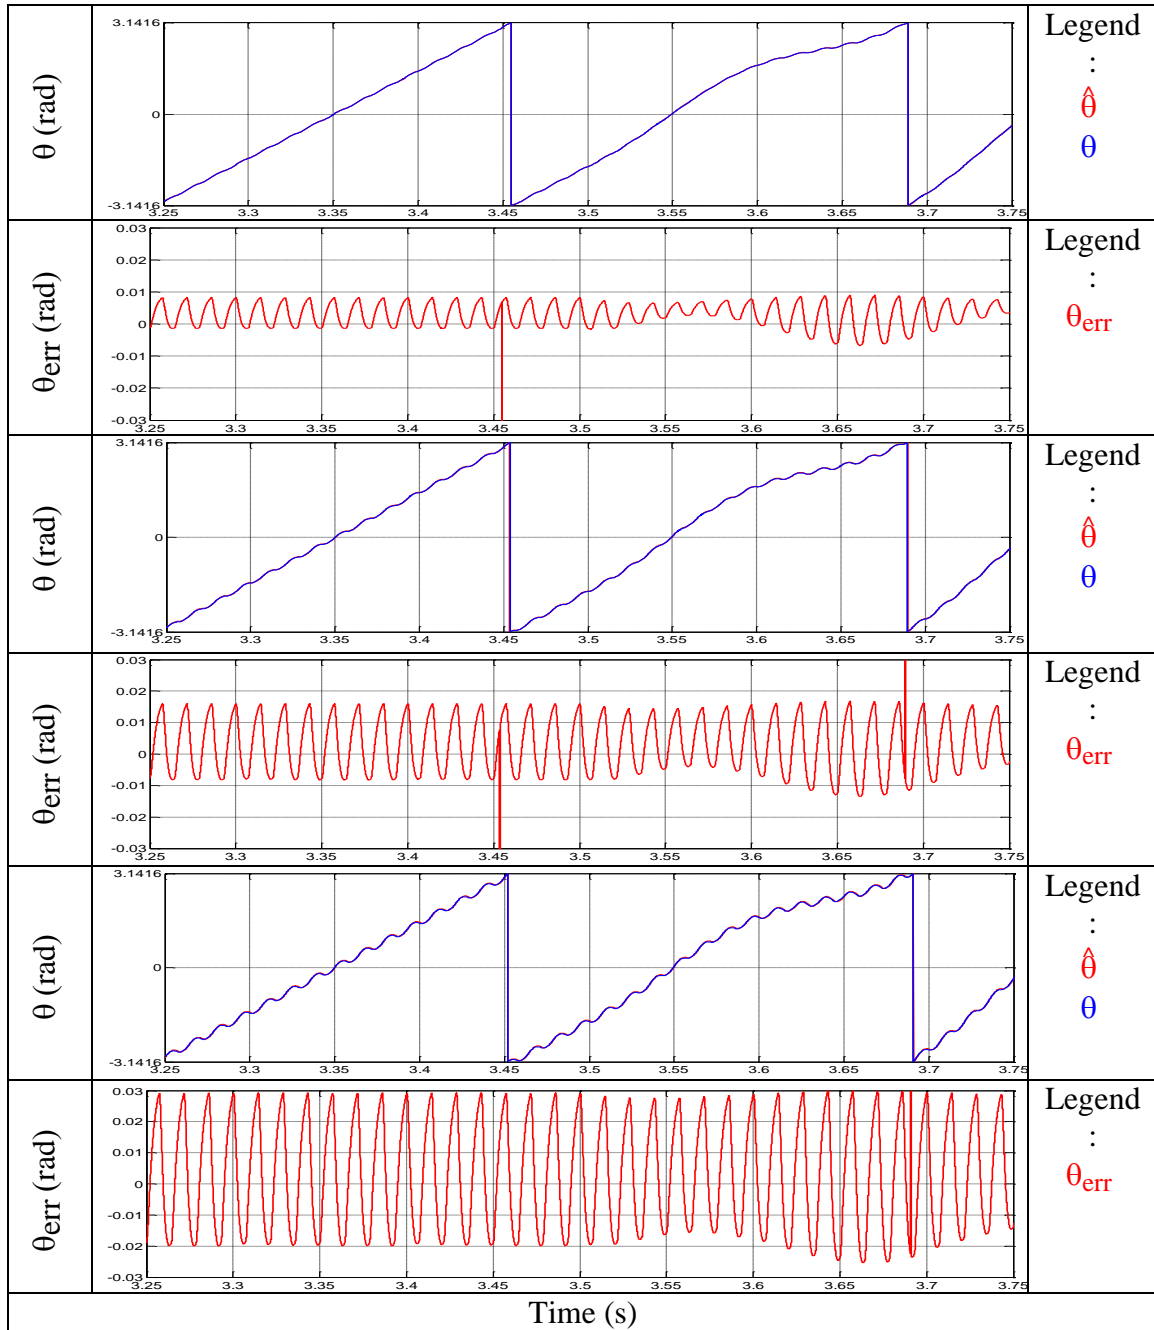 θ (rad)
3.1416
0
-3.1416
3.25 3.3 3.35 3.4 3.45 3.5 3.55 3.6 3.65 3.7 3.75
Legend
:
θ̂
θ
θerr (rad)
0.03
0.02
0.01
0
-0.01
-0.02
-0.03
3.25 3.3 3.35 3.4 3.45 3.5 3.55 3.6 3.65 3.7 3.75
Legend
:
θerr
θ (rad)
3.1416
0
-3.1416
3.25 3.3 3.35 3.4 3.45 3.5 3.55 3.6 3.65 3.7 3.75
Legend
:
θ̂
θ
θerr (rad)
0.03
0.02
0.01
0
-0.01
-0.02
-0.03
3.25 3.3 3.35 3.4 3.45 3.5 3.55 3.6 3.65 3.7 3.75
Legend
:
θerr
θ (rad)
3.1416
0
-3.1416
3.25 3.3 3.35 3.4 3.45 3.5 3.55 3.6 3.65 3.7 3.75
Legend
:
θ̂
θ
θerr (rad)
0.03
0.02
0.01
0
-0.01
-0.02
-0.03
3.25 3.3 3.35 3.4 3.45 3.5 3.55 3.6 3.65 3.7 3.75
Legend
:
θerr
Time (s)